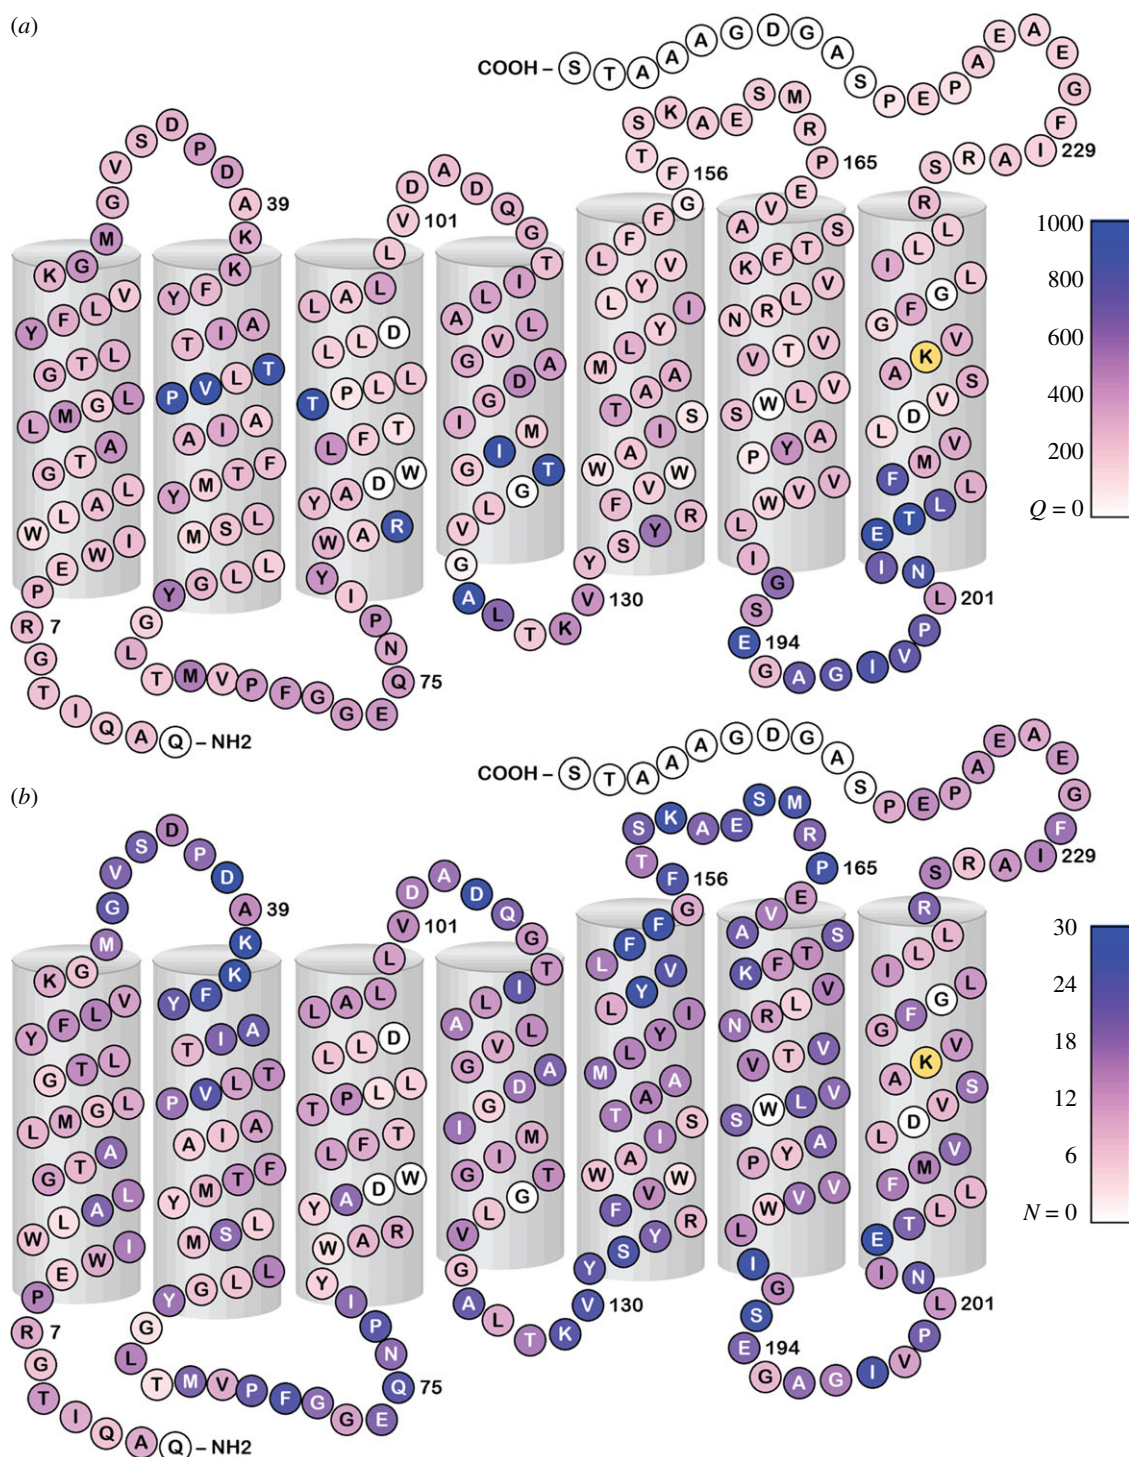 (a)
COOH – S T A A A G D G A S P E P A E A E G F I 229 A R S
V S D P D A 39
G
M
K G
Y F L V
G T L
L M G L
G T A
W L A L
P E W I
R 7
G
T I Q A Q – NH2
K
Y F K
T I A
P V L T
A I A
Y M T F
M S L
Y G L L
G
L
T M V P F G G E Q 75
N
P
Y I
W A R
Y A D W
L F T
T P L L
L L D
L A L
L
V 101
D A D Q G
A L I T
G V L
I G D A
G I M
L G T
V
G
A L T K V 130
Y S Y R
F V W
W A I S
T A A
M L Y I
L Y V
L F F G
F 156
T S K A E S M R P 165
A V E
K F T S
N R L V
V T V
S W L V
P Y A
W V V
L
I G
S
E 194
G A G I V P L 201
I N
E T L L
F M V
L D V S
A K V
G F G L
I L L
R
1000
800
600
400
200
Q = 0
(b)
COOH – S T A A A G D G A S P E P A E A E G F I 229 A R S
V S D P D A 39
G
M
K G
Y F L V
G T L
L M G L
G T A
W L A L
P E W I
R 7
G
T I Q A Q – NH2
K
Y F K
T I A
P V L T
A I A
Y M T F
M S L
Y G L L
G
L
T M V P F G G E Q 75
N
P
Y I
W A R
Y A D W
L F T
T P L L
L L D
L A L
L
V 101
D A D Q G
A L I T
G V L
I G D A
G I M
L G T
V
G
A L T K V 130
Y S Y R
F V W
W A I S
T A A
M L Y I
L Y V
L F F G
F 156
T S K A E S M R P 165
A V E
K F T S
N R L V
V T V
S W L V
P Y A
W V V
L
I G
S
E 194
G A G I V P L 201
I N
E T L L
F M V
L D V S
A K V
G F G L
I L L
R
30
24
18
12
6
N = 0